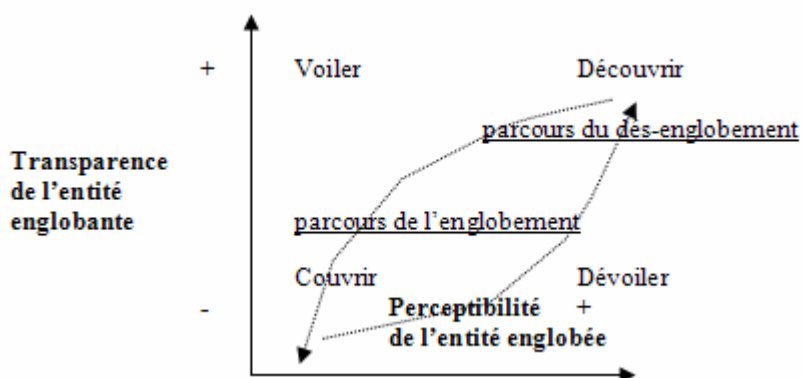 + Voiler Découvrir
parcours du dés-englobement
Transparence
de l'entité
englobante
parcours de l'englobement
Couvrir Dévoiler
- Perceptibilité +
de l'entité englobée